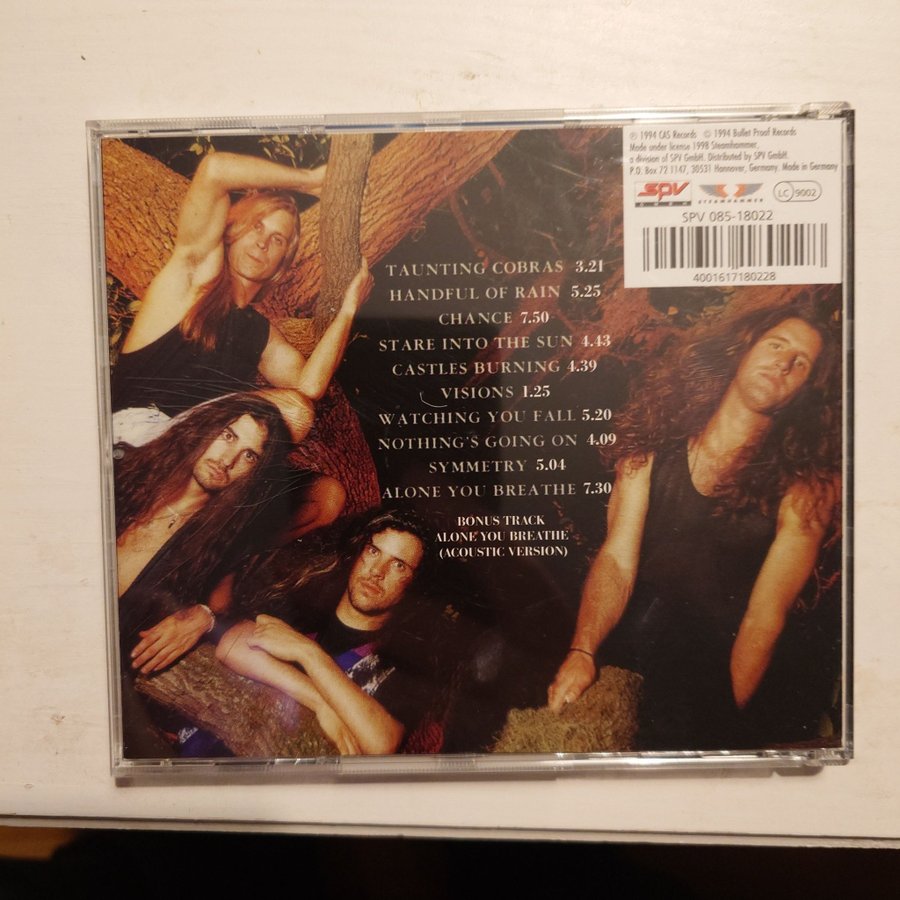 ℗ 1994 CAS Records © 1994 Bullet Proof Records
Made under license 1998 Steamhammer,
a division of SPV GmbH. Distributed by SPV GmbH.
P.O. Box 72 1147, 30531 Hannover, Germany. Made in Germany
SPV
STEAMHAMMER
LC 9002
SPV 085-18022
4001617180228
TAUNTING COBRAS 3.21
HANDFUL OF RAIN 5.25
CHANCE 7.50
STARE INTO THE SUN 4.43
CASTLES BURNING 4.39
VISIONS 1.25
WATCHING YOU FALL 5.20
NOTHING'S GOING ON 4.09
SYMMETRY 5.04
ALONE YOU BREATHE 7.30
BONUS TRACK
ALONE YOU BREATHE
(ACOUSTIC VERSION)